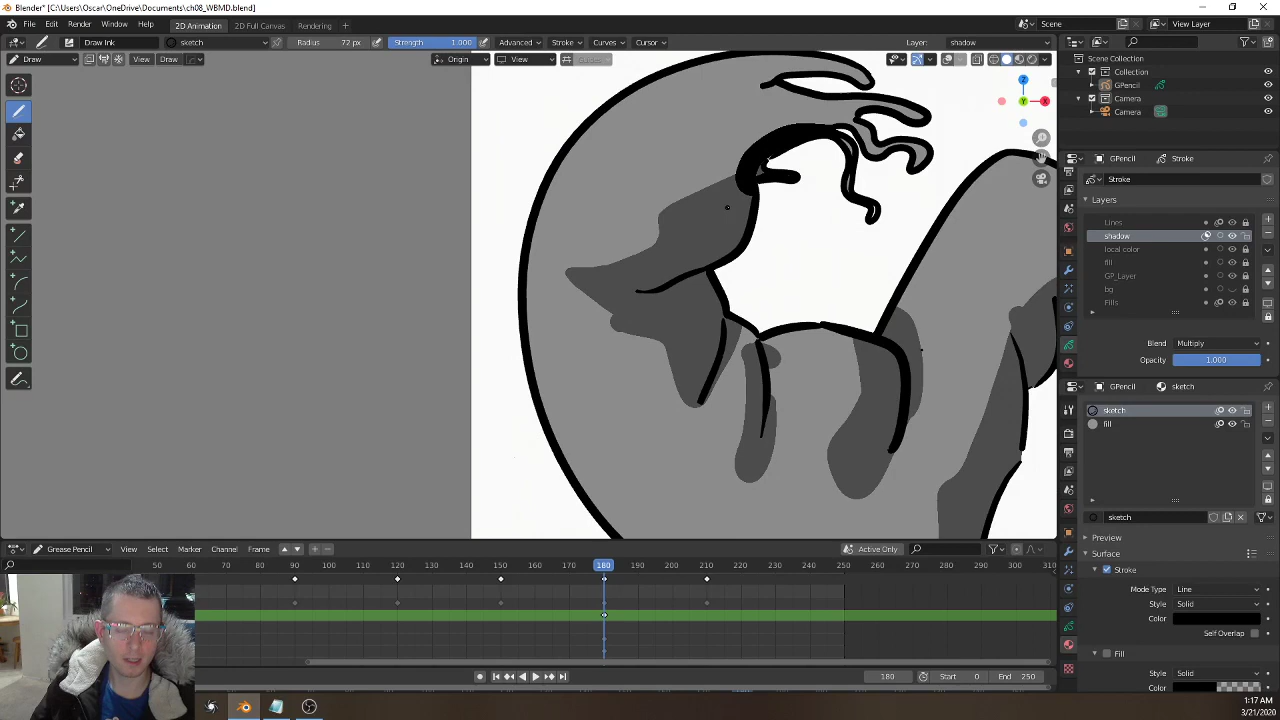 Blender* [C:\Users\Oscar\OneDrive\Documents\ch08_WBMD.blend]
File Edit Render Window Help 2D Animation 2D Full Canvas Rendering + Scene View Layer
Draw Ink sketch Radius 72 px Strength 1.000 Advanced Stroke Curves Cursor Layer: shadow
Draw View Draw Origin View Guides
Scene Collection
Collection
GPencil
Camera
Camera
Z
Y X
GPencil Stroke
Stroke
Layers
Lines
shadow
local color
fill
GP_Layer
bg
Fills
Blend Multiply
Opacity 1.000
GPencil sketch
sketch
fill
sketch
Preview
Surface
Stroke
Mode Type Line
Style Solid
Color
Self Overlap
Fill
Style Solid
Color
Grease Pencil View Select Marker Channel Frame Active Only
50 60 70 80 90 100 110 120 130 140 150 160 170 180 190 200 210 220 230 240 250 260 270 280 290 300 310
180 Start 0 End 250
1:17 AM
3/21/2020